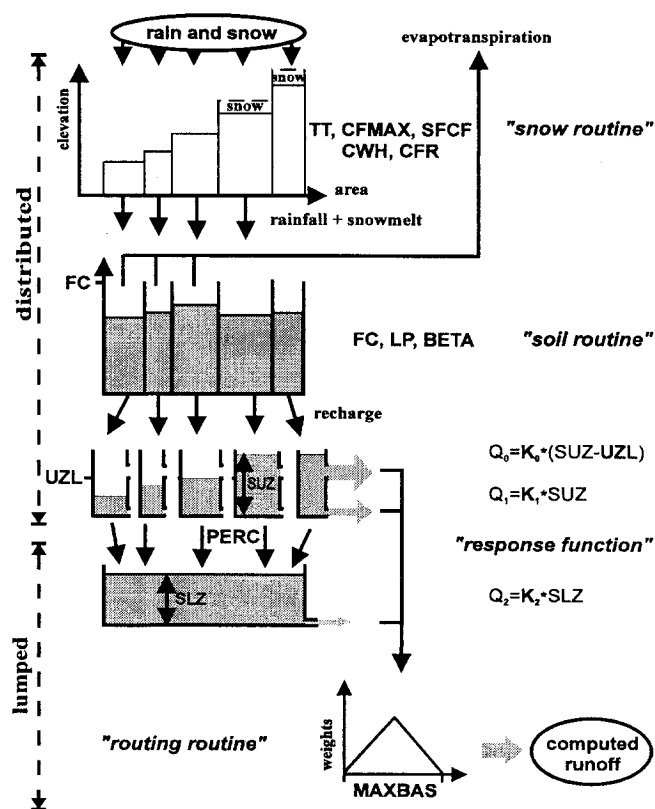 rain and snow
evapotranspiration
snow
snow
elevation
TT, CFMAX, SFCF
CWH, CFR
"snow routine"
area
rainfall + snowmelt
distributed
FC
FC, LP, BETA
"soil routine"
recharge
UZL
SUZ
Q₀=K₀*(SUZ-UZL)
Q₁=K₁*SUZ
PERC
"response function"
SLZ
Q₂=K₂*SLZ
lumped
"routing routine"
weights
MAXBAS
computed
runoff